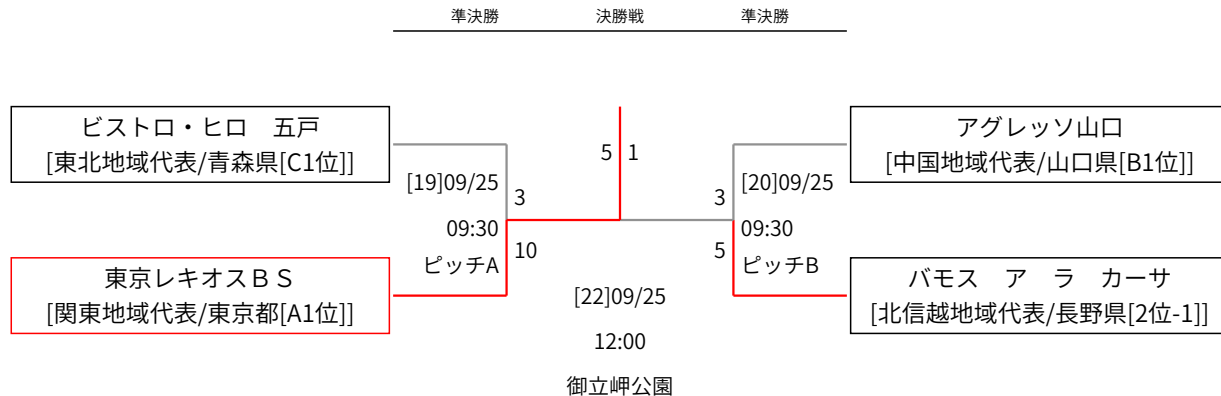 準決勝 決勝戦 準決勝
ビストロ・ヒロ　五戸
[東北地域代表/青森県[C1位]]
東京レキオスＢＳ
[関東地域代表/東京都[A1位]]
[19]09/25
09:30
ピッチA
3
10
5 1
[22]09/25
12:00
御立岬公園
3
5
[20]09/25
09:30
ピッチB
アグレッソ山口
[中国地域代表/山口県[B1位]]
バモス　ア　ラ　カーサ
[北信越地域代表/長野県[2位-1]]